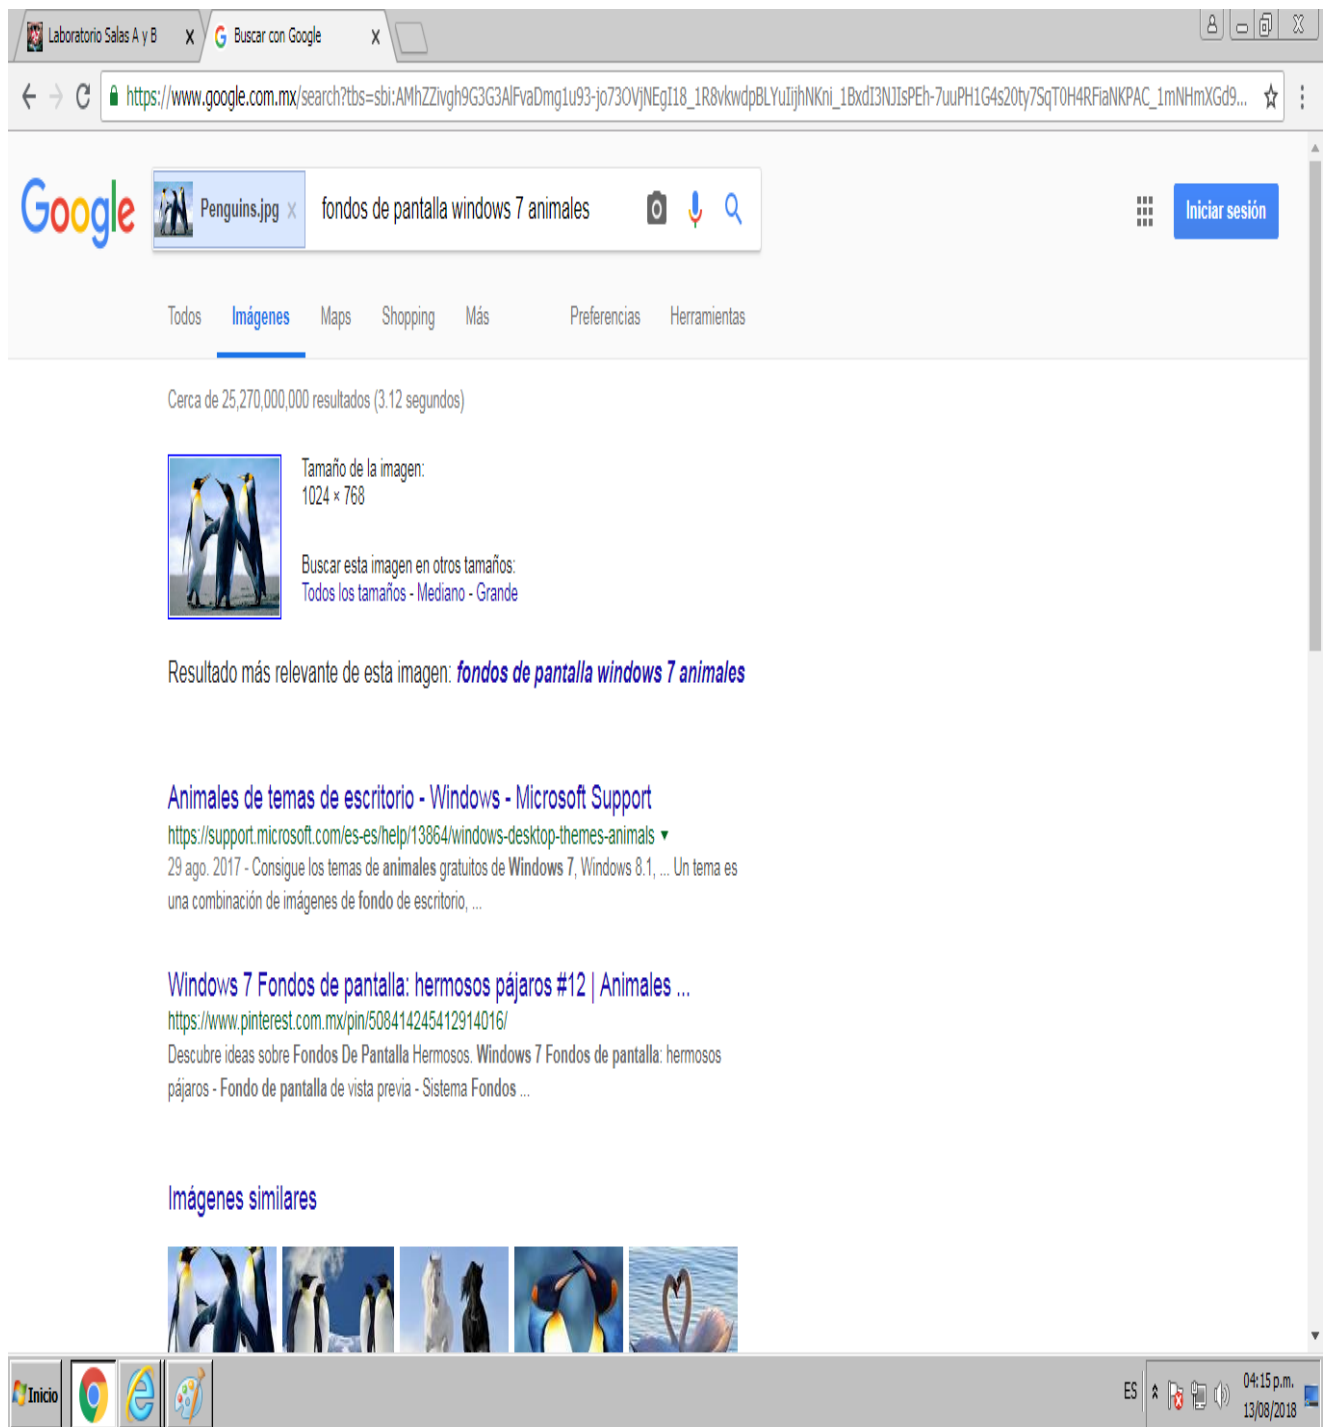 Laboratorio Salas A y B
Buscar con Google
https://www.google.com.mx/search?tbs=sbi:AMhZZivgh9G3G3AlFvaDmg1u93-jo73OVjNEgI18_1R8vkwdpBLYuIjhNKni_1BxdI3NJIsPEh-7uuPH1G4s20ty7SqT0H4RFiaNKPAC_1mNHmXGd9...
Google
Penguins.jpg
fondos de pantalla windows 7 animales
Iniciar sesión
Todos Imágenes Maps Shopping Más Preferencias Herramientas
Cerca de 25,270,000,000 resultados (3.12 segundos)
Tamaño de la imagen:
1024 × 768
Buscar esta imagen en otros tamaños:
Todos los tamaños - Mediano - Grande
Resultado más relevante de esta imagen: fondos de pantalla windows 7 animales
Animales de temas de escritorio - Windows - Microsoft Support
https://support.microsoft.com/es-es/help/13864/windows-desktop-themes-animals
29 ago. 2017 - Consigue los temas de animales gratuitos de Windows 7, Windows 8.1, ... Un tema es
una combinación de imágenes de fondo de escritorio, ...
Windows 7 Fondos de pantalla: hermosos pájaros #12 | Animales ...
https://www.pinterest.com.mx/pin/508414245412914016/
Descubre ideas sobre Fondos De Pantalla Hermosos. Windows 7 Fondos de pantalla: hermosos
pájaros - Fondo de pantalla de vista previa - Sistema Fondos ...
Imágenes similares
Inicio
ES
04:15 p.m.
13/08/2018